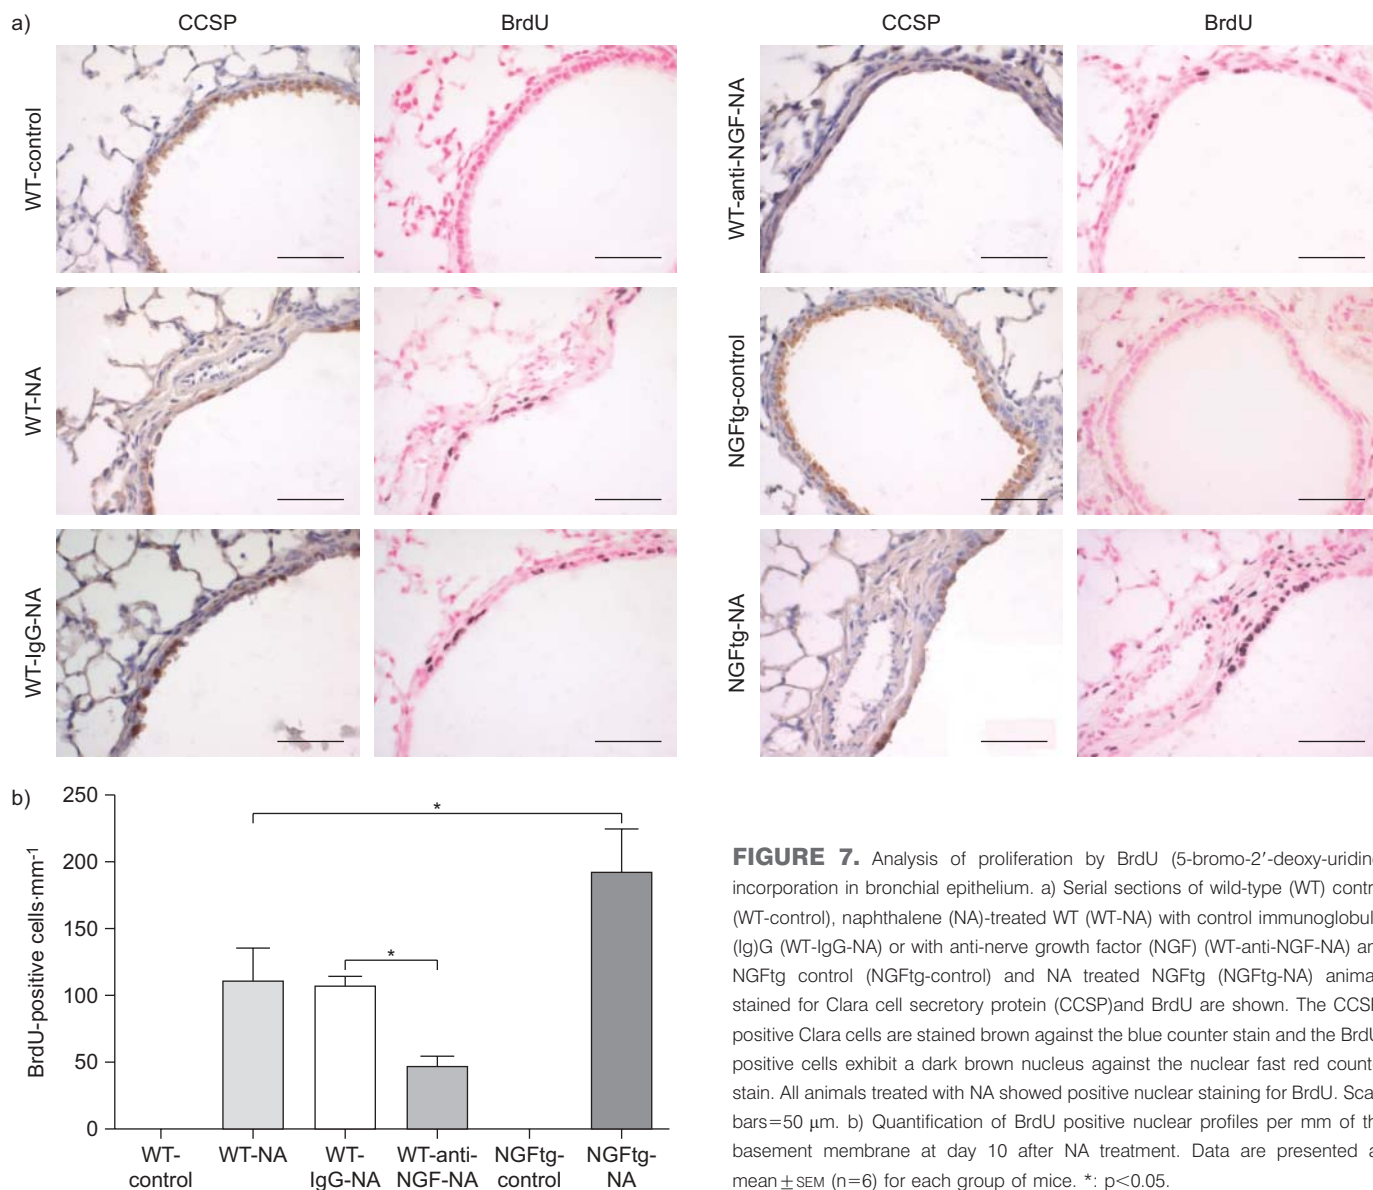 a)
CCSP
BrdU
CCSP
BrdU
WT-control
WT-NA
WT-IgG-NA
WT-anti-NGF-NA
NGFtg-control
NGFtg-NA
b)
BrdU-positive cells·mm⁻¹
250
200
150
100
50
0
*
*
WT-
control
WT-NA
WT-
IgG-NA
WT-anti-
NGF-NA
NGFtg-
control
NGFtg-
NA
FIGURE 7. Analysis of proliferation by BrdU (5-bromo-2′-deoxy-uridin
incorporation in bronchial epithelium. a) Serial sections of wild-type (WT) contr
(WT-control), naphthalene (NA)-treated WT (WT-NA) with control immunoglobul
(Ig)G (WT-IgG-NA) or with anti-nerve growth factor (NGF) (WT-anti-NGF-NA) an
NGFtg control (NGFtg-control) and NA treated NGFtg (NGFtg-NA) anima
stained for Clara cell secretory protein (CCSP)and BrdU are shown. The CCSP
positive Clara cells are stained brown against the blue counter stain and the BrdU
positive cells exhibit a dark brown nucleus against the nuclear fast red count
stain. All animals treated with NA showed positive nuclear staining for BrdU. Sca
bars=50 μm. b) Quantification of BrdU positive nuclear profiles per mm of th
basement membrane at day 10 after NA treatment. Data are presented a
mean±SEM (n=6) for each group of mice. *: p<0.05.